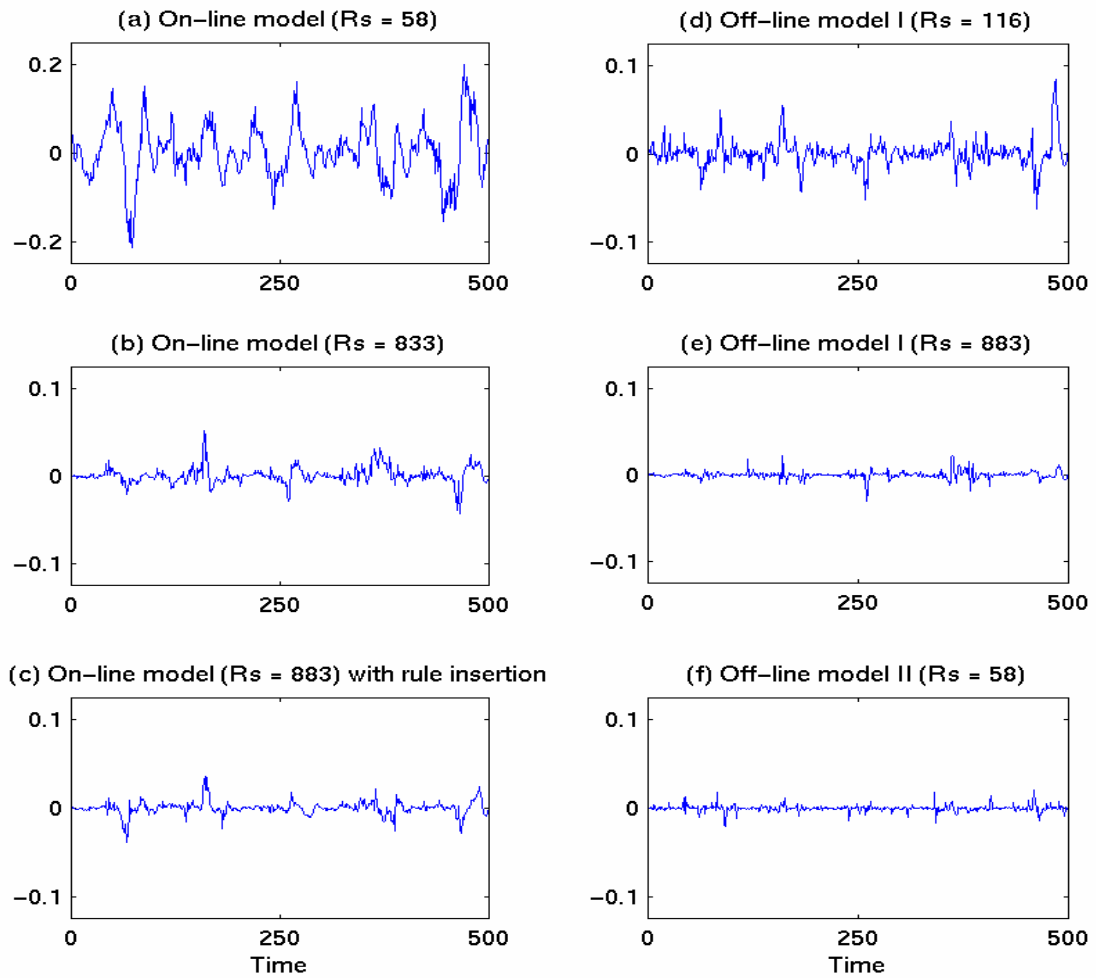 (a) On-line model (Rs = 58)
0.2
0
-0.2
0 250 500
(b) On-line model (Rs = 833)
0.1
0
-0.1
0 250 500
(c) On-line model (Rs = 883) with rule insertion
0.1
0
-0.1
0 250 500
Time
(d) Off-line model I (Rs = 116)
0.1
0
-0.1
0 250 500
(e) Off-line model I (Rs = 883)
0.1
0
-0.1
0 250 500
(f) Off-line model II (Rs = 58)
0.1
0
-0.1
0 250 500
Time